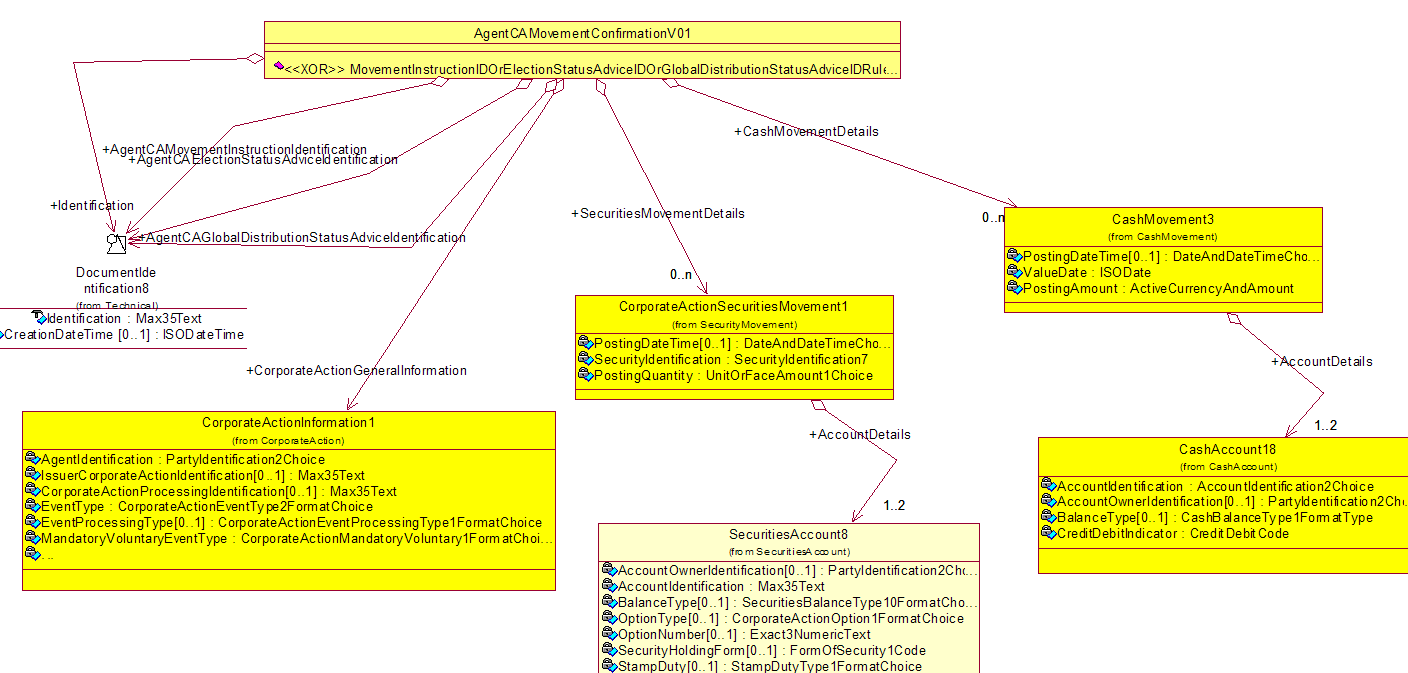 AgentCAMovementConfirmationV01
<<XOR>> MovementInstructionIDOrElectionStatusAdviceIDOrGlobalDistributionStatusAdviceIDRule...
+CashMovementDetails
+AgentCAMovementInstructionIdentification
+AgentCAElectionStatusAdviceIdentification
+Identification
+SecuritiesMovementDetails
0..n
+AgentCAGlobalDistributionStatusAdviceIdentification
CashMovement3
(from CashMovement)
PostingDateTime[0..1] : DateAndDateTimeCho...
ValueDate : ISODate
PostingAmount : ActiveCurrencyAndAmount
DocumentIde
ntification8
(from Technical)
Identification : Max35Text
CreationDateTime [0..1] : ISODateTime
0..n
CorporateActionSecuritiesMovement1
(from SecurityMovement)
PostingDateTime[0..1] : DateAndDateTimeCho...
SecurityIdentification : SecurityIdentification7
PostingQuantity : UnitOrFaceAmount1Choice
+AccountDetails
+CorporateActionGeneralInformation
1..2
+AccountDetails
CorporateActionInformation1
(from CorporateAction)
AgentIdentification : PartyIdentification2Choice
IssuerCorporateActionIdentification[0..1] : Max35Text
CorporateActionProcessingIdentification[0..1] : Max35Text
EventType : CorporateActionEventType2FormatChoice
EventProcessingType[0..1] : CorporateActionEventProcessingType1FormatChoice
MandatoryVoluntaryEventType : CorporateActionMandatoryVoluntary1FormatChoi...
...
CashAccount18
(from CashAccount)
AccountIdentification : AccountIdentification2Choice
AccountOwnerIdentification[0..1] : PartyIdentification2Ch
BalanceType[0..1] : CashBalanceType1FormatType
CreditDebitIndicator : CreditDebitCode
1..2
SecuritiesAccount8
(from SecuritiesAccount)
AccountOwnerIdentification[0..1] : PartyIdentification2Ch...
AccountIdentification : Max35Text
BalanceType[0..1] : SecuritiesBalanceType10FormatCho...
OptionType[0..1] : CorporateActionOption1FormatChoice
OptionNumber[0..1] : Exact3NumericText
SecurityHoldingForm[0..1] : FormOfSecurity1Code
StampDuty[0..1] : StampDutyType1FormatChoice